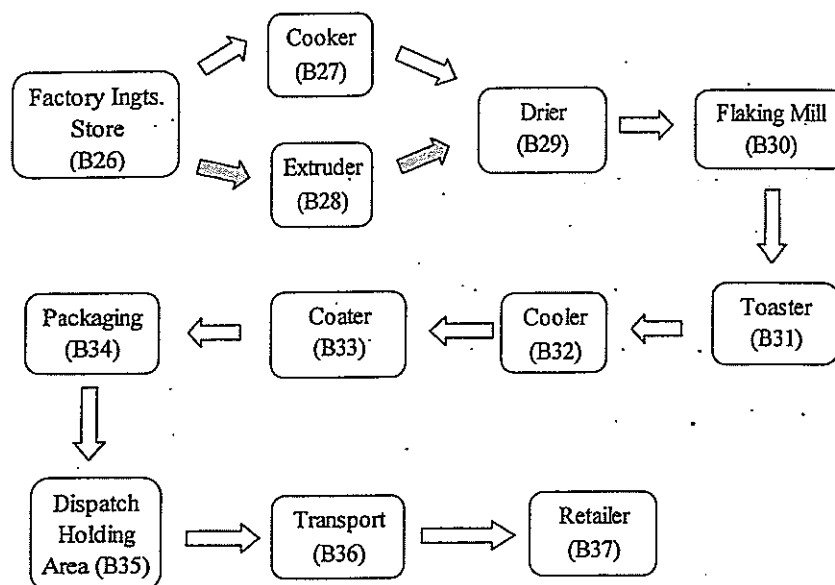 Cooker
(B27)
Factory Ingts.
Store
(B26)
Extruder
(B28)
Drier
(B29)
Flaking Mill
(B30)
Packaging
(B34)
Coater
(B33)
Cooler
(B32)
Toaster
(B31)
Dispatch
Holding
Area (B35)
Transport
(B36)
Retailer
(B37)